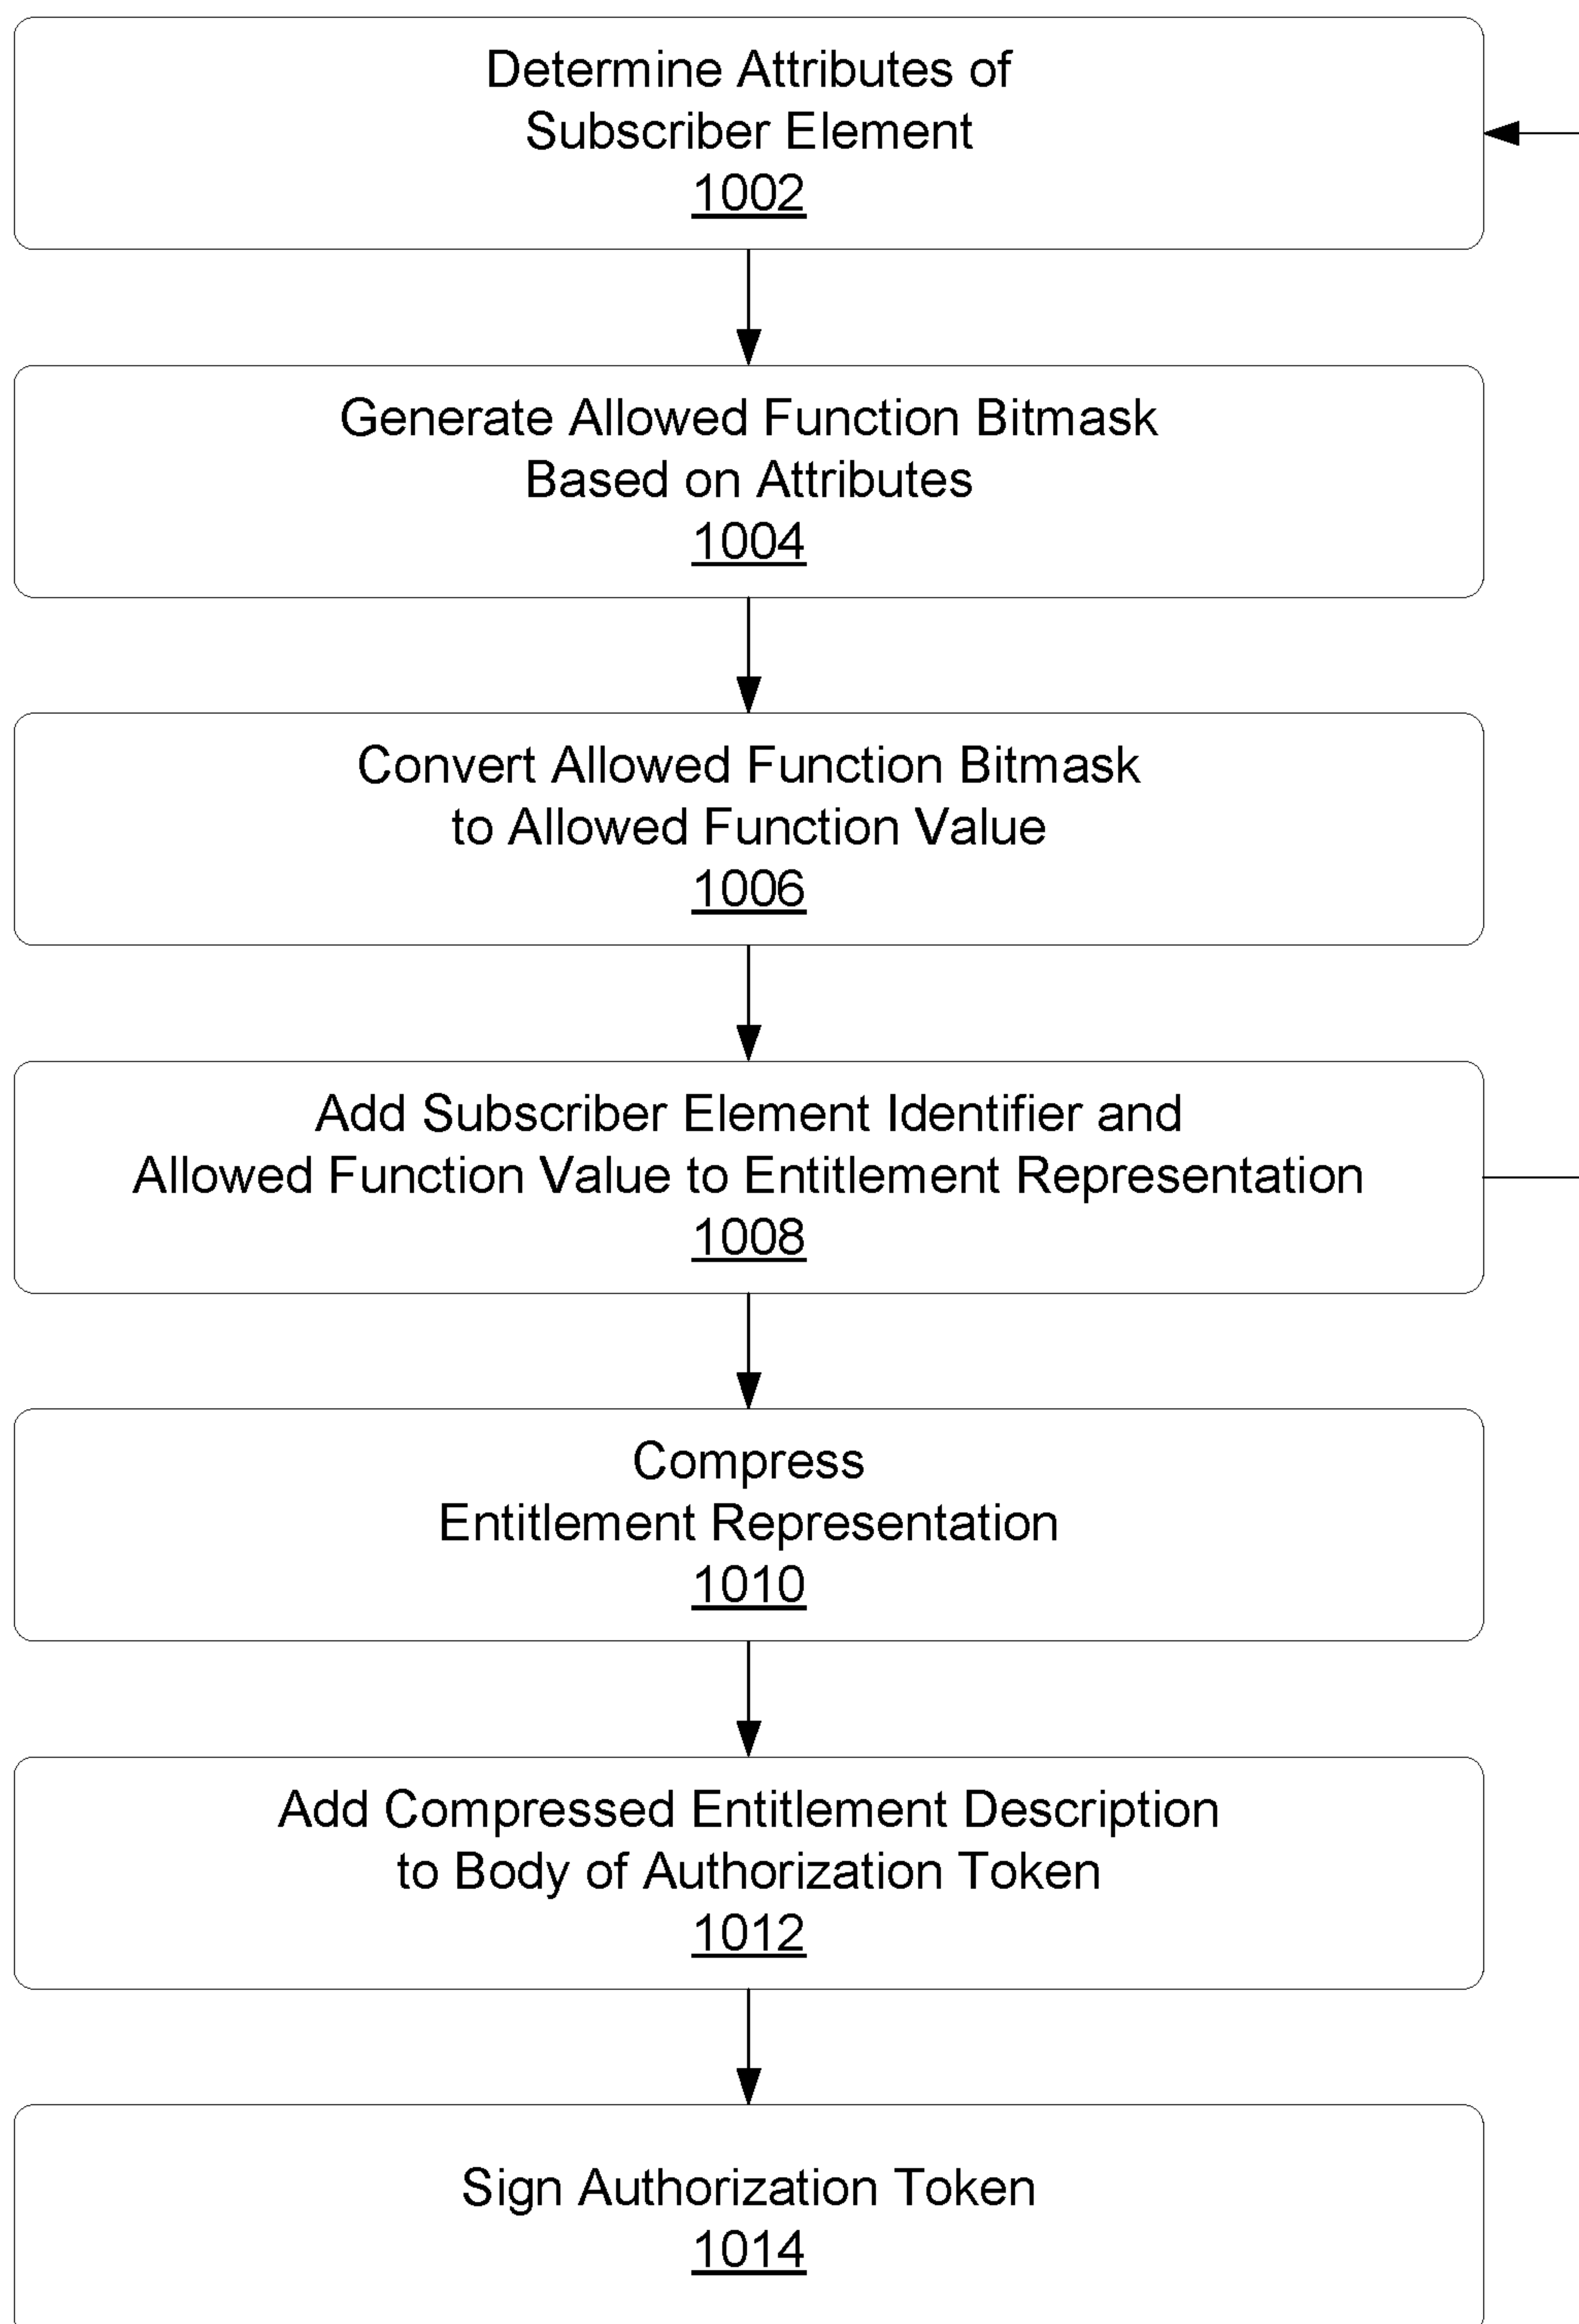 Determine Attributes of
Subscriber Element
1002
Generate Allowed Function Bitmask
Based on Attributes
1004
Convert Allowed Function Bitmask
to Allowed Function Value
1006
Add Subscriber Element Identifier and
Allowed Function Value to Entitlement Representation
1008
Compress
Entitlement Representation
1010
Add Compressed Entitlement Description
to Body of Authorization Token
1012
Sign Authorization Token
1014